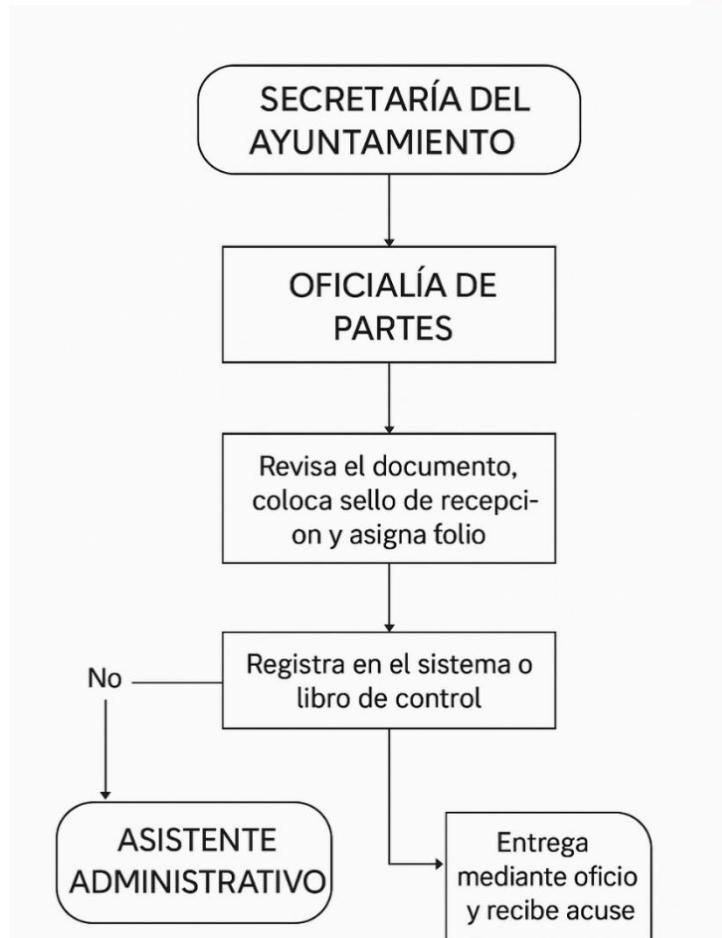 SECRETARÍA DEL
AYUNTAMIENTO
OFICIALÍA DE
PARTES
Revisa el documento,
coloca sello de recepci-
on y asigna folio
Registra en el sistema o
libro de control
No
ASISTENTE
ADMINISTRATIVO
Entrega
mediante oficio
y recibe acuse